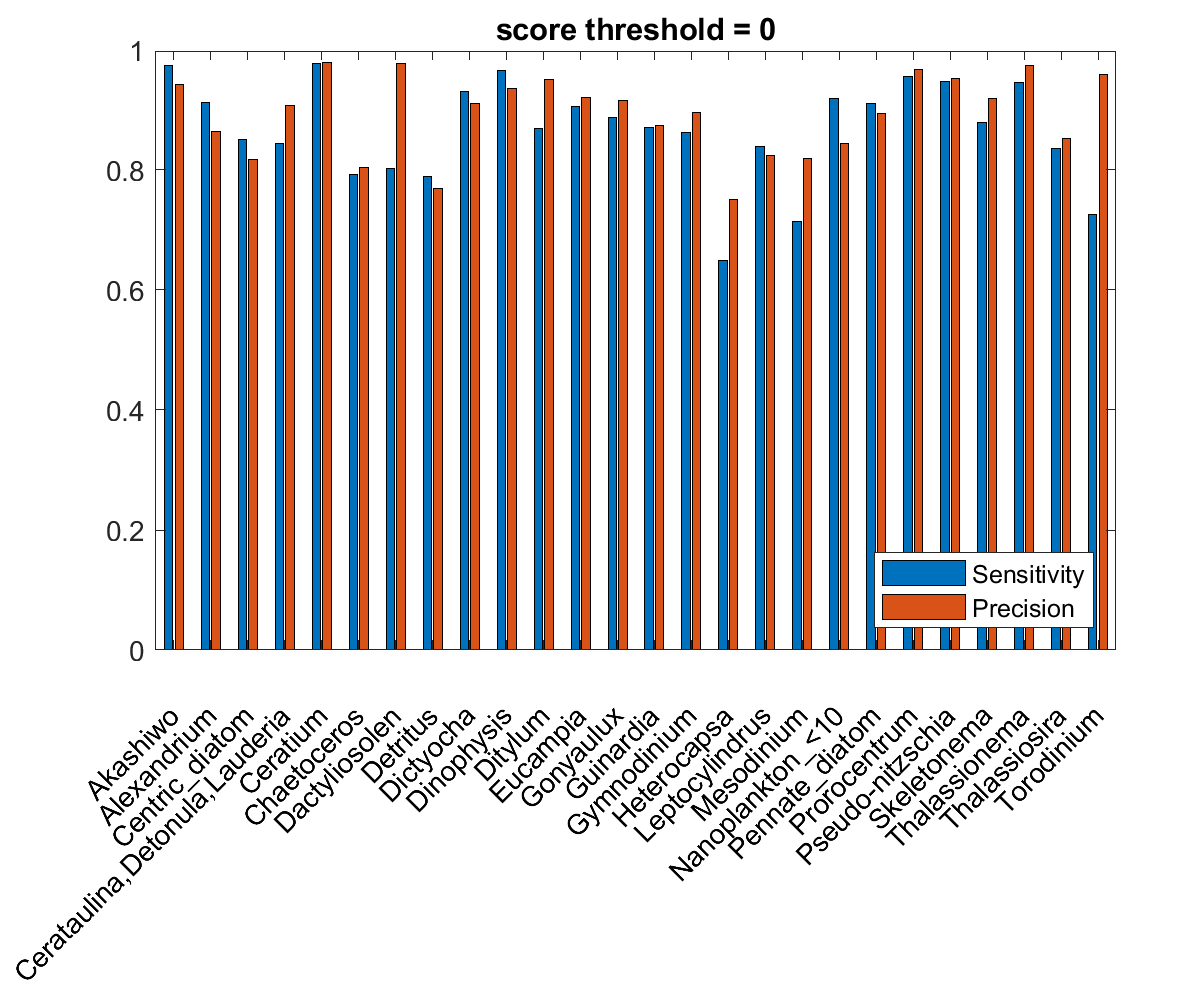 score threshold = 0
1
0.8
0.6
0.4
0.2
0
Sensitivity
Precision
Akashiwo
Alexandrium
Centric_diatom
Cerataulina,Detonula,Lauderia
Ceratium
Chaetoceros
Dactyliosolen
Detritus
Dictyocha
Dinophysis
Ditylum
Eucampia
Gonyaulux
Guinardia
Gymnodinium
Heterocapsa
Leptocylindrus
Mesodinium
Nanoplankton_<10
Pennate_diatom
Prorocentrum
Pseudo-nitzschia
Skeletonema
Thalassionema
Thalassiosira
Torodinium